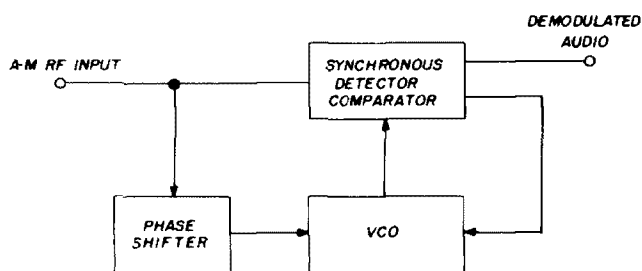 DEMODULATED
AUDIO
A-M RF INPUT
SYNCHRONOUS
DETECTOR
COMPARATOR
PHASE
SHIFTER
VCO